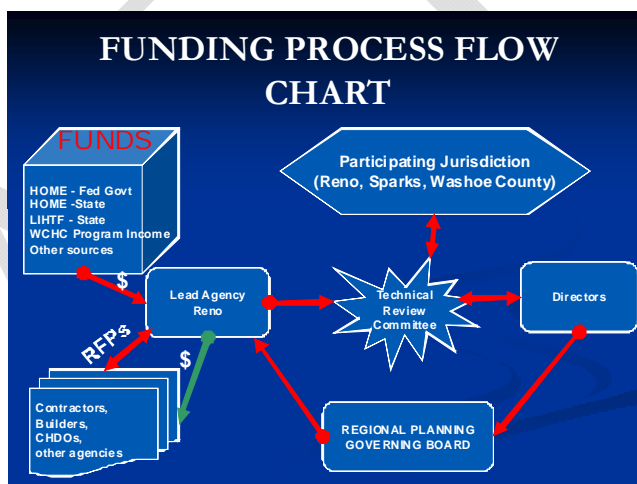 FUNDING PROCESS FLOW
CHART
FUNDS
HOME - Fed Govt
HOME -State
LIHTF - State
WCHC Program Income
Other sources
Participating Jurisdiction
(Reno, Sparks, Washoe County)
$
Lead Agency
Reno
Technical
Review
Committee
Directors
RFPs
$
Contractors,
Builders,
CHDOs,
other agencies
REGIONAL PLANNING
GOVERNING BOARD